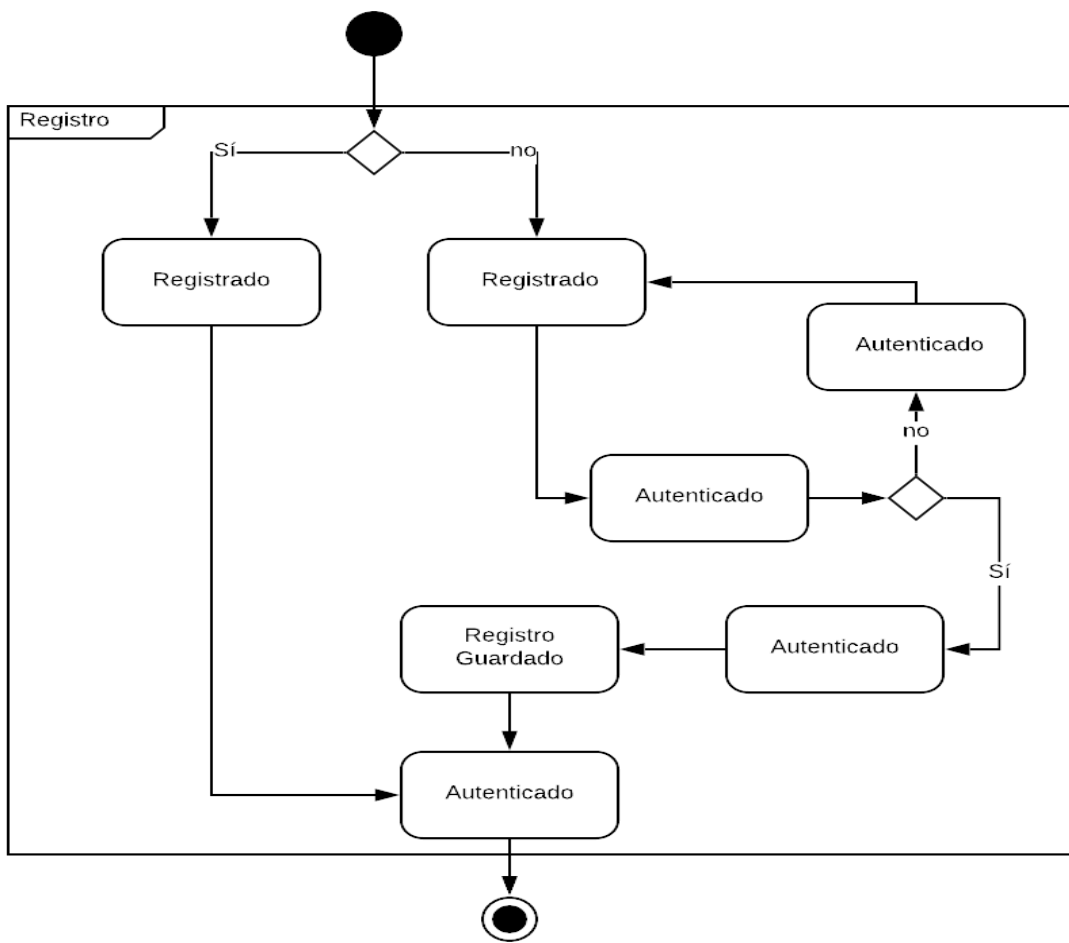 Registro
Sí
no
Registrado
Registrado
Autenticado
no
Autenticado
Sí
Registro
Guardado
Autenticado
Autenticado